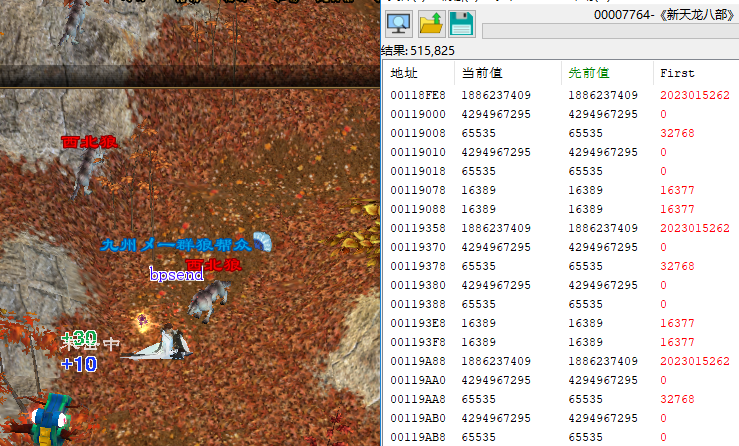 西北狼
九州メ一群狼帮众
西北狼
bpsend
+30
采蛋中
+10
00007764-《新天龙八部》
结果: 515,825
地址 当前值 先前值 First
00118FE8 1886237409 1886237409 2023015262
00119000 4294967295 4294967295 0
00119008 65535 65535 32768
00119010 4294967295 4294967295 0
00119018 65535 65535 0
00119078 16389 16389 16377
00119088 16389 16389 16377
00119358 1886237409 1886237409 2023015262
00119370 4294967295 4294967295 0
00119378 65535 65535 32768
00119380 4294967295 4294967295 0
00119388 65535 65535 0
001193E8 16389 16389 16377
001193F8 16389 16389 16377
00119A88 1886237409 1886237409 2023015262
00119AA0 4294967295 4294967295 0
00119AA8 65535 65535 32768
00119AB0 4294967295 4294967295 0
00119AB8 65535 65535 0